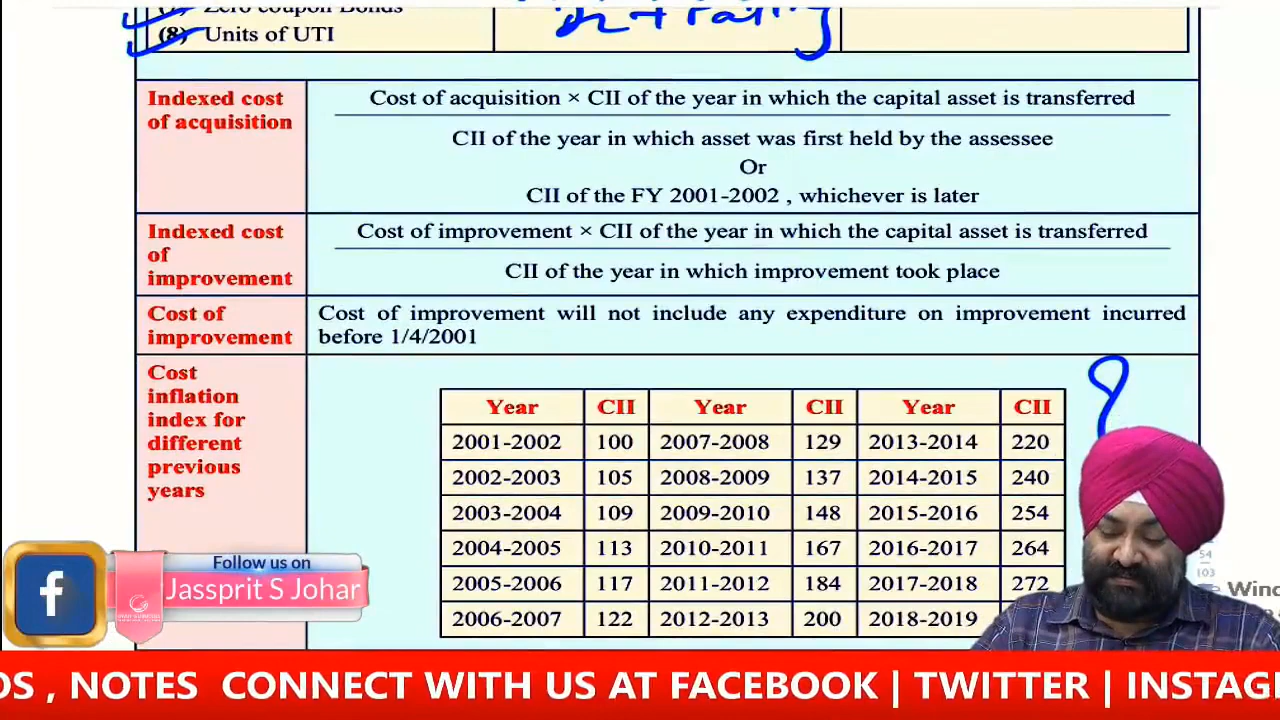 (7) Zero coupon Bonds
(8) Units of UTI
Indexed cost of acquisition
Cost of acquisition × CII of the year in which the capital asset is transferred
CII of the year in which asset was first held by the assessee
Or
CII of the FY 2001-2002 , whichever is later
Indexed cost of improvement
Cost of improvement × CII of the year in which the capital asset is transferred
CII of the year in which improvement took place
Cost of improvement
Cost of improvement will not include any expenditure on improvement incurred
before 1/4/2001
Cost inflation index for different previous years
Year CII Year CII Year CII
2001-2002 100 2007-2008 129 2013-2014 220
2002-2003 105 2008-2009 137 2014-2015 240
2003-2004 109 2009-2010 148 2015-2016 254
2004-2005 113 2010-2011 167 2016-2017 264
2005-2006 117 2011-2012 184 2017-2018 272
2006-2007 122 2012-2013 200 2018-2019
54
103
Wind
Follow us on
Jassprit S Johar
DS , NOTES CONNECT WITH US AT FACEBOOK | TWITTER | INSTAG